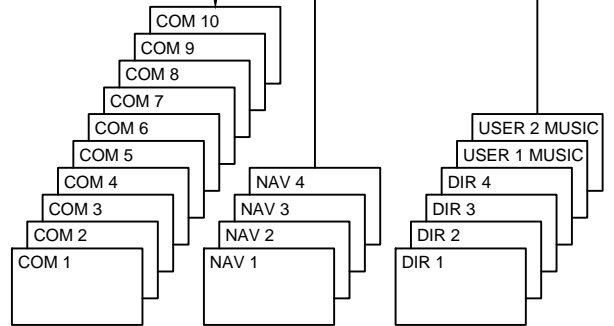 COM 10
COM 9
COM 8
COM 7
COM 6
COM 5
COM 4
COM 3
COM 2
COM 1
NAV 4
NAV 3
NAV 2
NAV 1
USER 2 MUSIC
USER 1 MUSIC
DIR 4
DIR 3
DIR 2
DIR 1